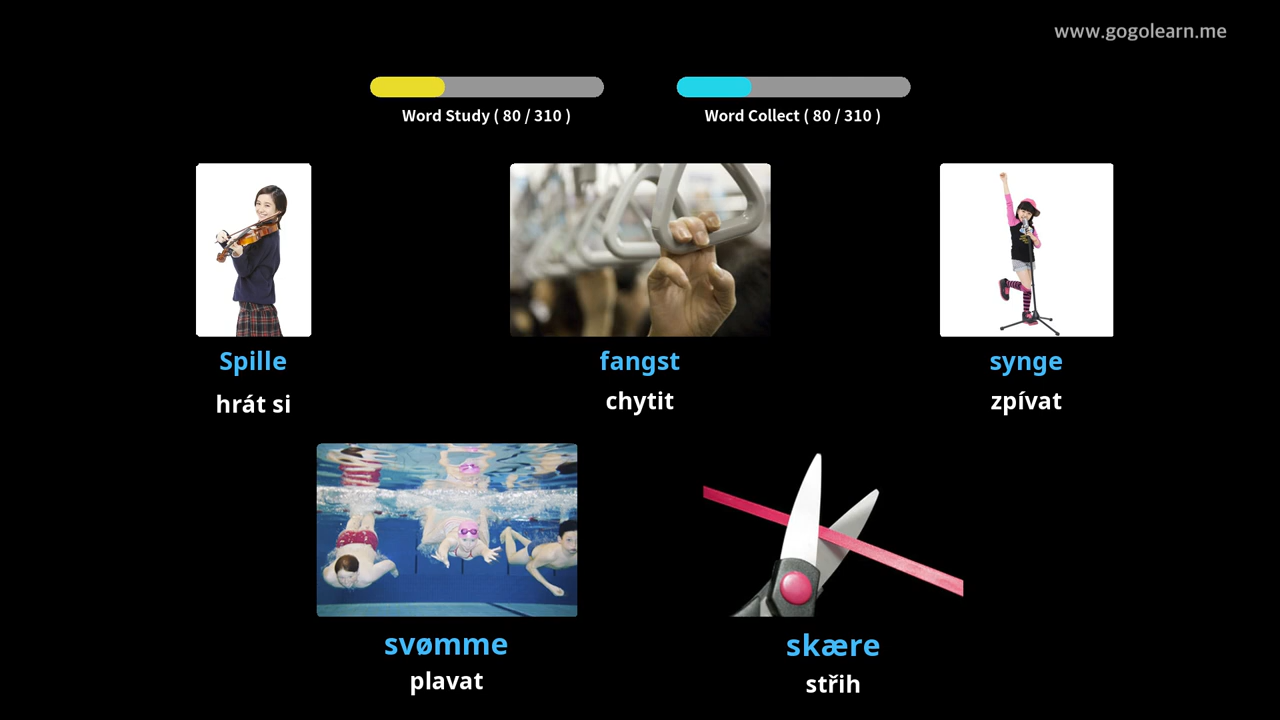 www.gogolearn.me
Word Study ( 80 / 310 )
Word Collect ( 80 / 310 )
Spille
hrát si
fangst
chytit
synge
zpívat
svømme
plavat
skære
střih